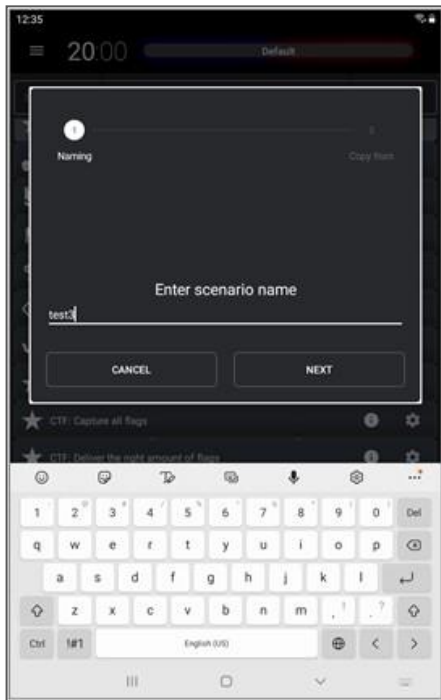 12:35
20:00 Default
1 2
Naming Copy from
Enter scenario name
test3
CANCEL NEXT
CTF: Capture all flags
CTF: Deliver the right amount of flags
1 2 3 4 5 6 7 8 9 0 Del
q w e r t y u i o p
a s d f g h j k l
z x c v b n m , ! . ?
Ctrl !#1 English (US) < >